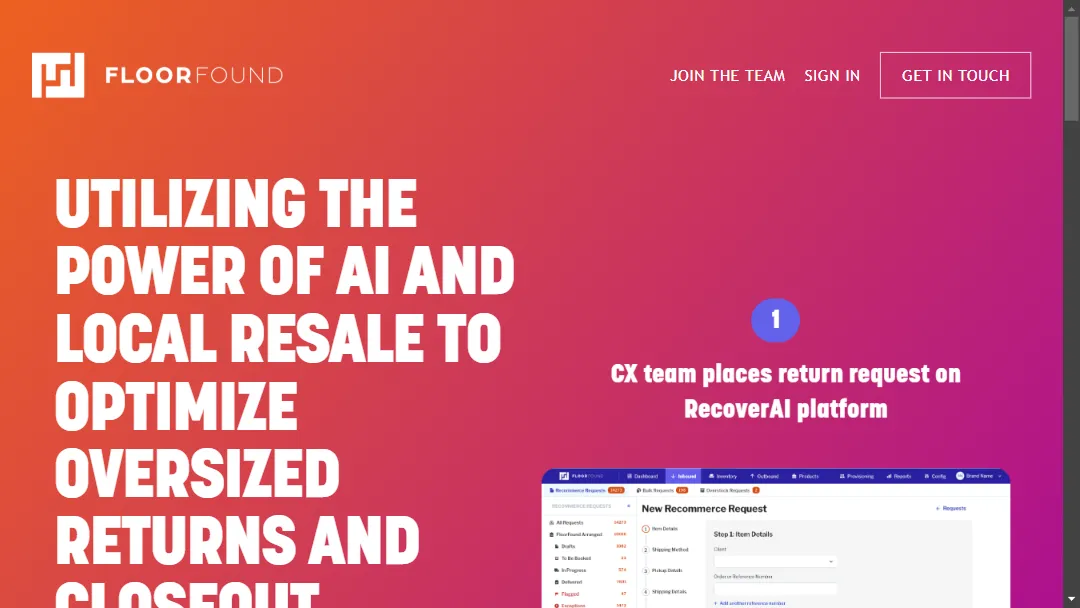 FLOORFOUND
JOIN THE TEAM
SIGN IN
GET IN TOUCH
UTILIZING THE
POWER OF AI AND
LOCAL RESALE TO
OPTIMIZE
OVERSIZED
RETURNS AND
CLOSEOUT
1
CX team places return request on
RecoverAI platform
FLOORFOUND
Dashboard
Inbound
Inventory
Outbound
Products
Provisioning
Reports
Config
Brand Name
Recommerce Requests
Bulk Requests
Overstock Requests
2
RECOMMERCE REQUESTS
New Recommerce Request
Requests
All Requests
FloorFound Arranged
Drafts
To Be Booked
In Progress
Delivered
Flagged
Exceptions
1 Item Details
2 Shipping Method
3 Pickup Details
4 Shipping Details
Step 1: Item Details
Client
Order or Reference Number
+ Add another reference number